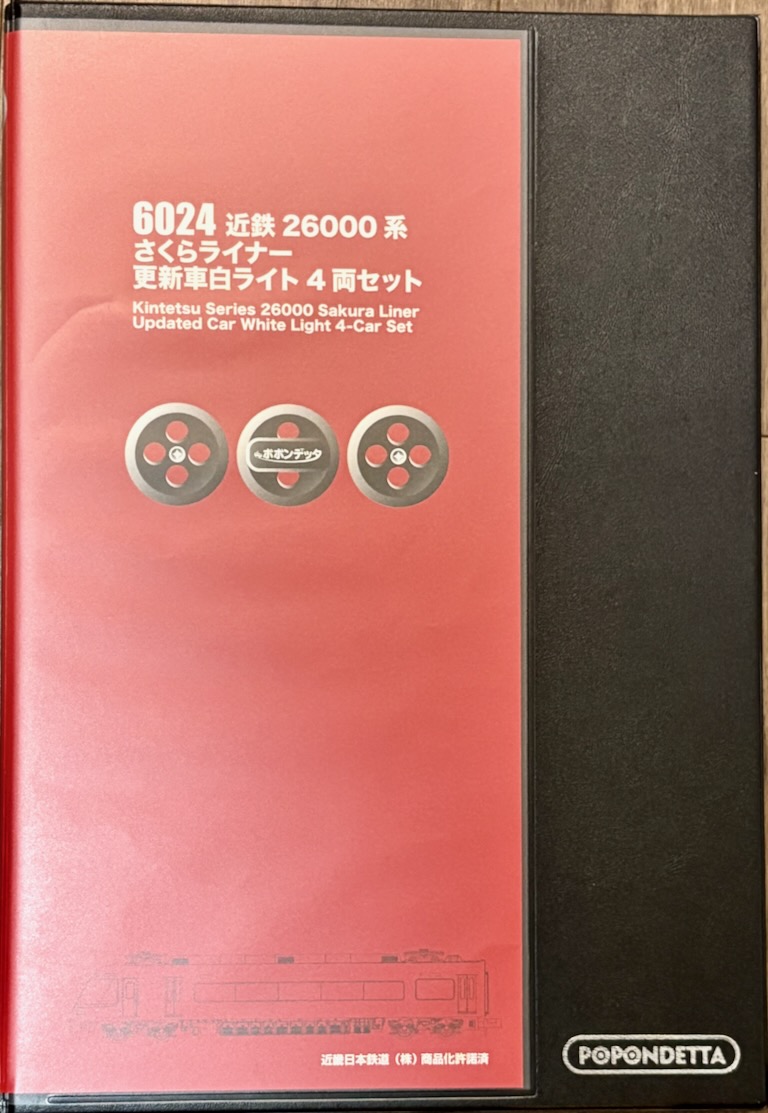 6024 近鉄 26000 系
さくらライナー
更新車白ライト 4 両セット
Kintetsu Series 26000 Sakura Liner
Updated Car White Light 4-Car Set
ポポンデッタ
近畿日本鉄道（株）商品化許諾済
POPONDETTA